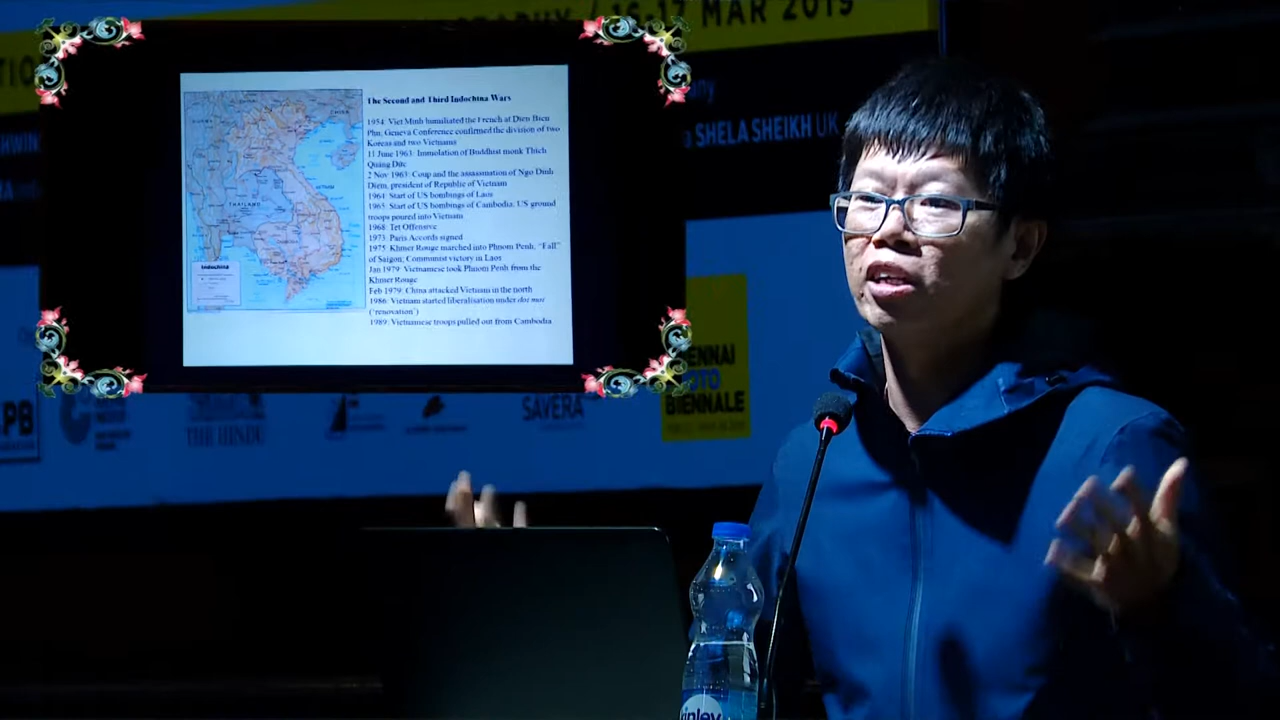 16-17 MAR 2019
SHELA SHEIKH UK
The Second and Third Indochina Wars
1954: Viet Minh humiliated the French at Dien Bien
Phu, Geneva Conference confirmed the division of two
Koreas and two Vietnams
11 June 1963: Immolation of Buddhist monk Thich
Quang Duc
2 Nov 1963: Coup and the assassination of Ngo Dinh
Diem, president of Republic of Vietnam
1964: Start of US bombings of Laos
1965: Start of US bombings of Cambodia, US ground
troops poured into Vietnam
1968: Tet Offensive
1973: Paris Accords signed
1975: Khmer Rouge marched into Phnom Penh, "Fall"
of Saigon; Communist victory in Laos
Jan 1979: Vietnamese took Phnom Penh from the
Khmer Rouge
Feb 1979: China attacked Vietnam in the north
1986: Vietnam started liberalisation under doi moi
('renovation')
1989: Vietnamese troops pulled out from Cambodia
THAILAND
CAMBODIA
Indochina
PB
THE HINDU
SAVERA
ENNAI
OTO
BIENNALE
inley